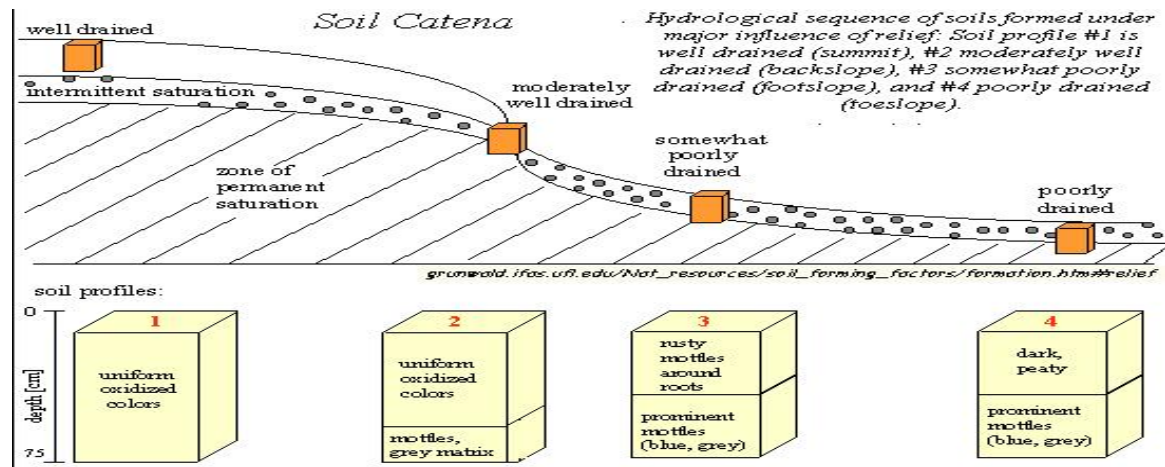 Soil Catena
Hydrological sequence of soils formed under
major influence of relief: Soil profile #1 is
well drained (summit), #2 moderately well
drained (backslope), #3 somewhat poorly
drained (footslope), and #4 poorly drained
(toeslope).
well drained
intermittent saturation
moderately
well drained
somewhat
poorly
drained
poorly
drained
zone of
permanent
saturation
grunwald.ifas.ufl.edu/Nat_resources/soil_forming_factors/formation.htm#relief
soil profiles:
0
depth [cm]
75
1
uniform
oxidized
colors
2
uniform
oxidized
colors
mottles,
grey matrix
3
rusty
mottles
around
roots
prominent
mottles
(blue, grey)
4
dark,
peaty
prominent
mottles
(blue, grey)